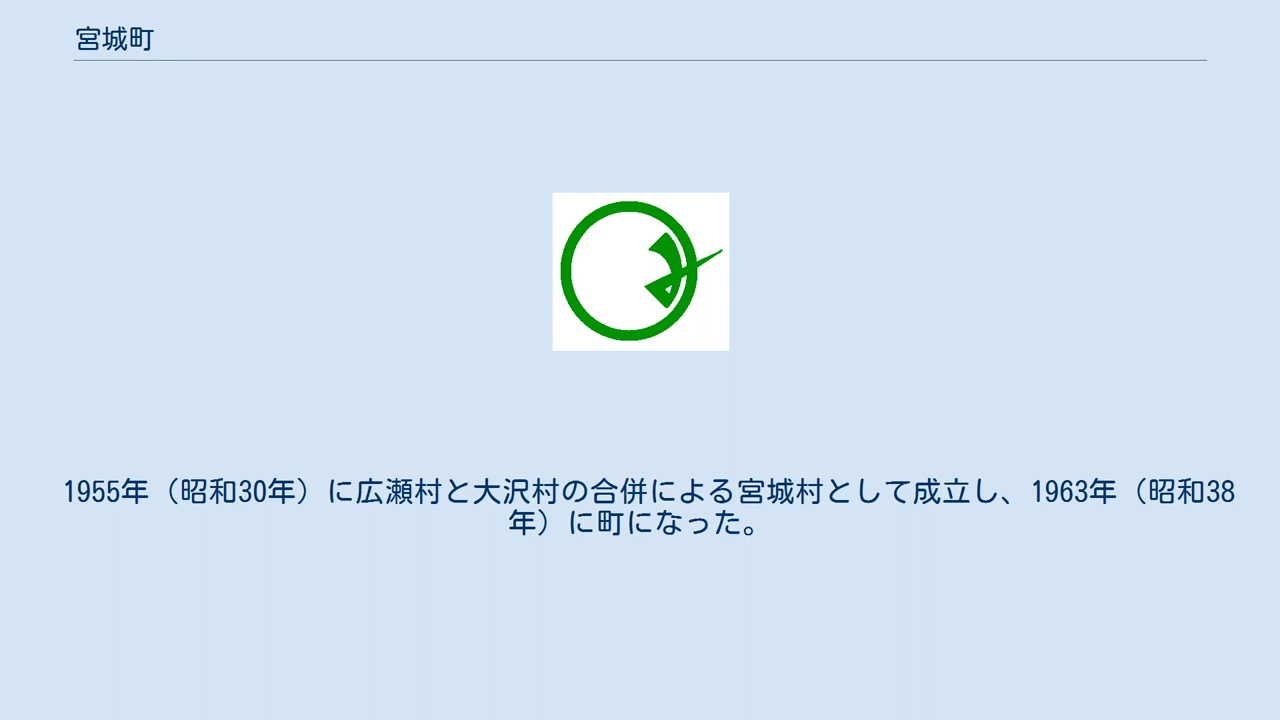 宮城町
1955年（昭和30年）に広瀬村と大沢村の合併による宮城村として成立し、1963年（昭和38
年）に町になった。